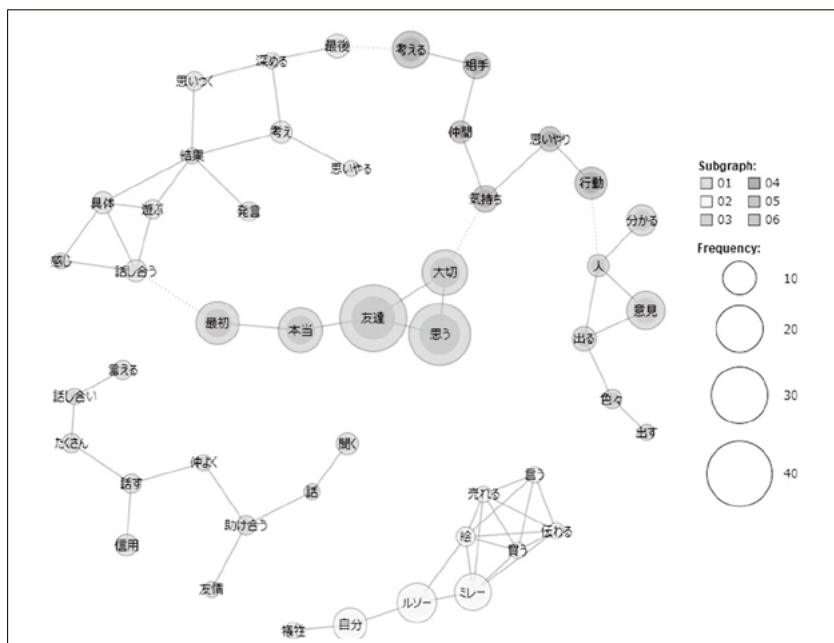 最後
考える
深める
相手
思いつく
考え
仲間
思いやり
結果
思いやる
行動
Subgraph:
01 04
02 05
03 06
具体
遊ぶ
発言
気持ち
分かる
Frequency:
感じ
話し合う
大切
人
10
最初
本当
友達
思う
意見
20
出る
言える
話し合い
色々
30
たくさん
仲よく
聞く
出す
話す
話
売れる
言う
40
信用
助け合う
絵
伝わる
買う
友情
ルソー
ミレー
犠牲
自分